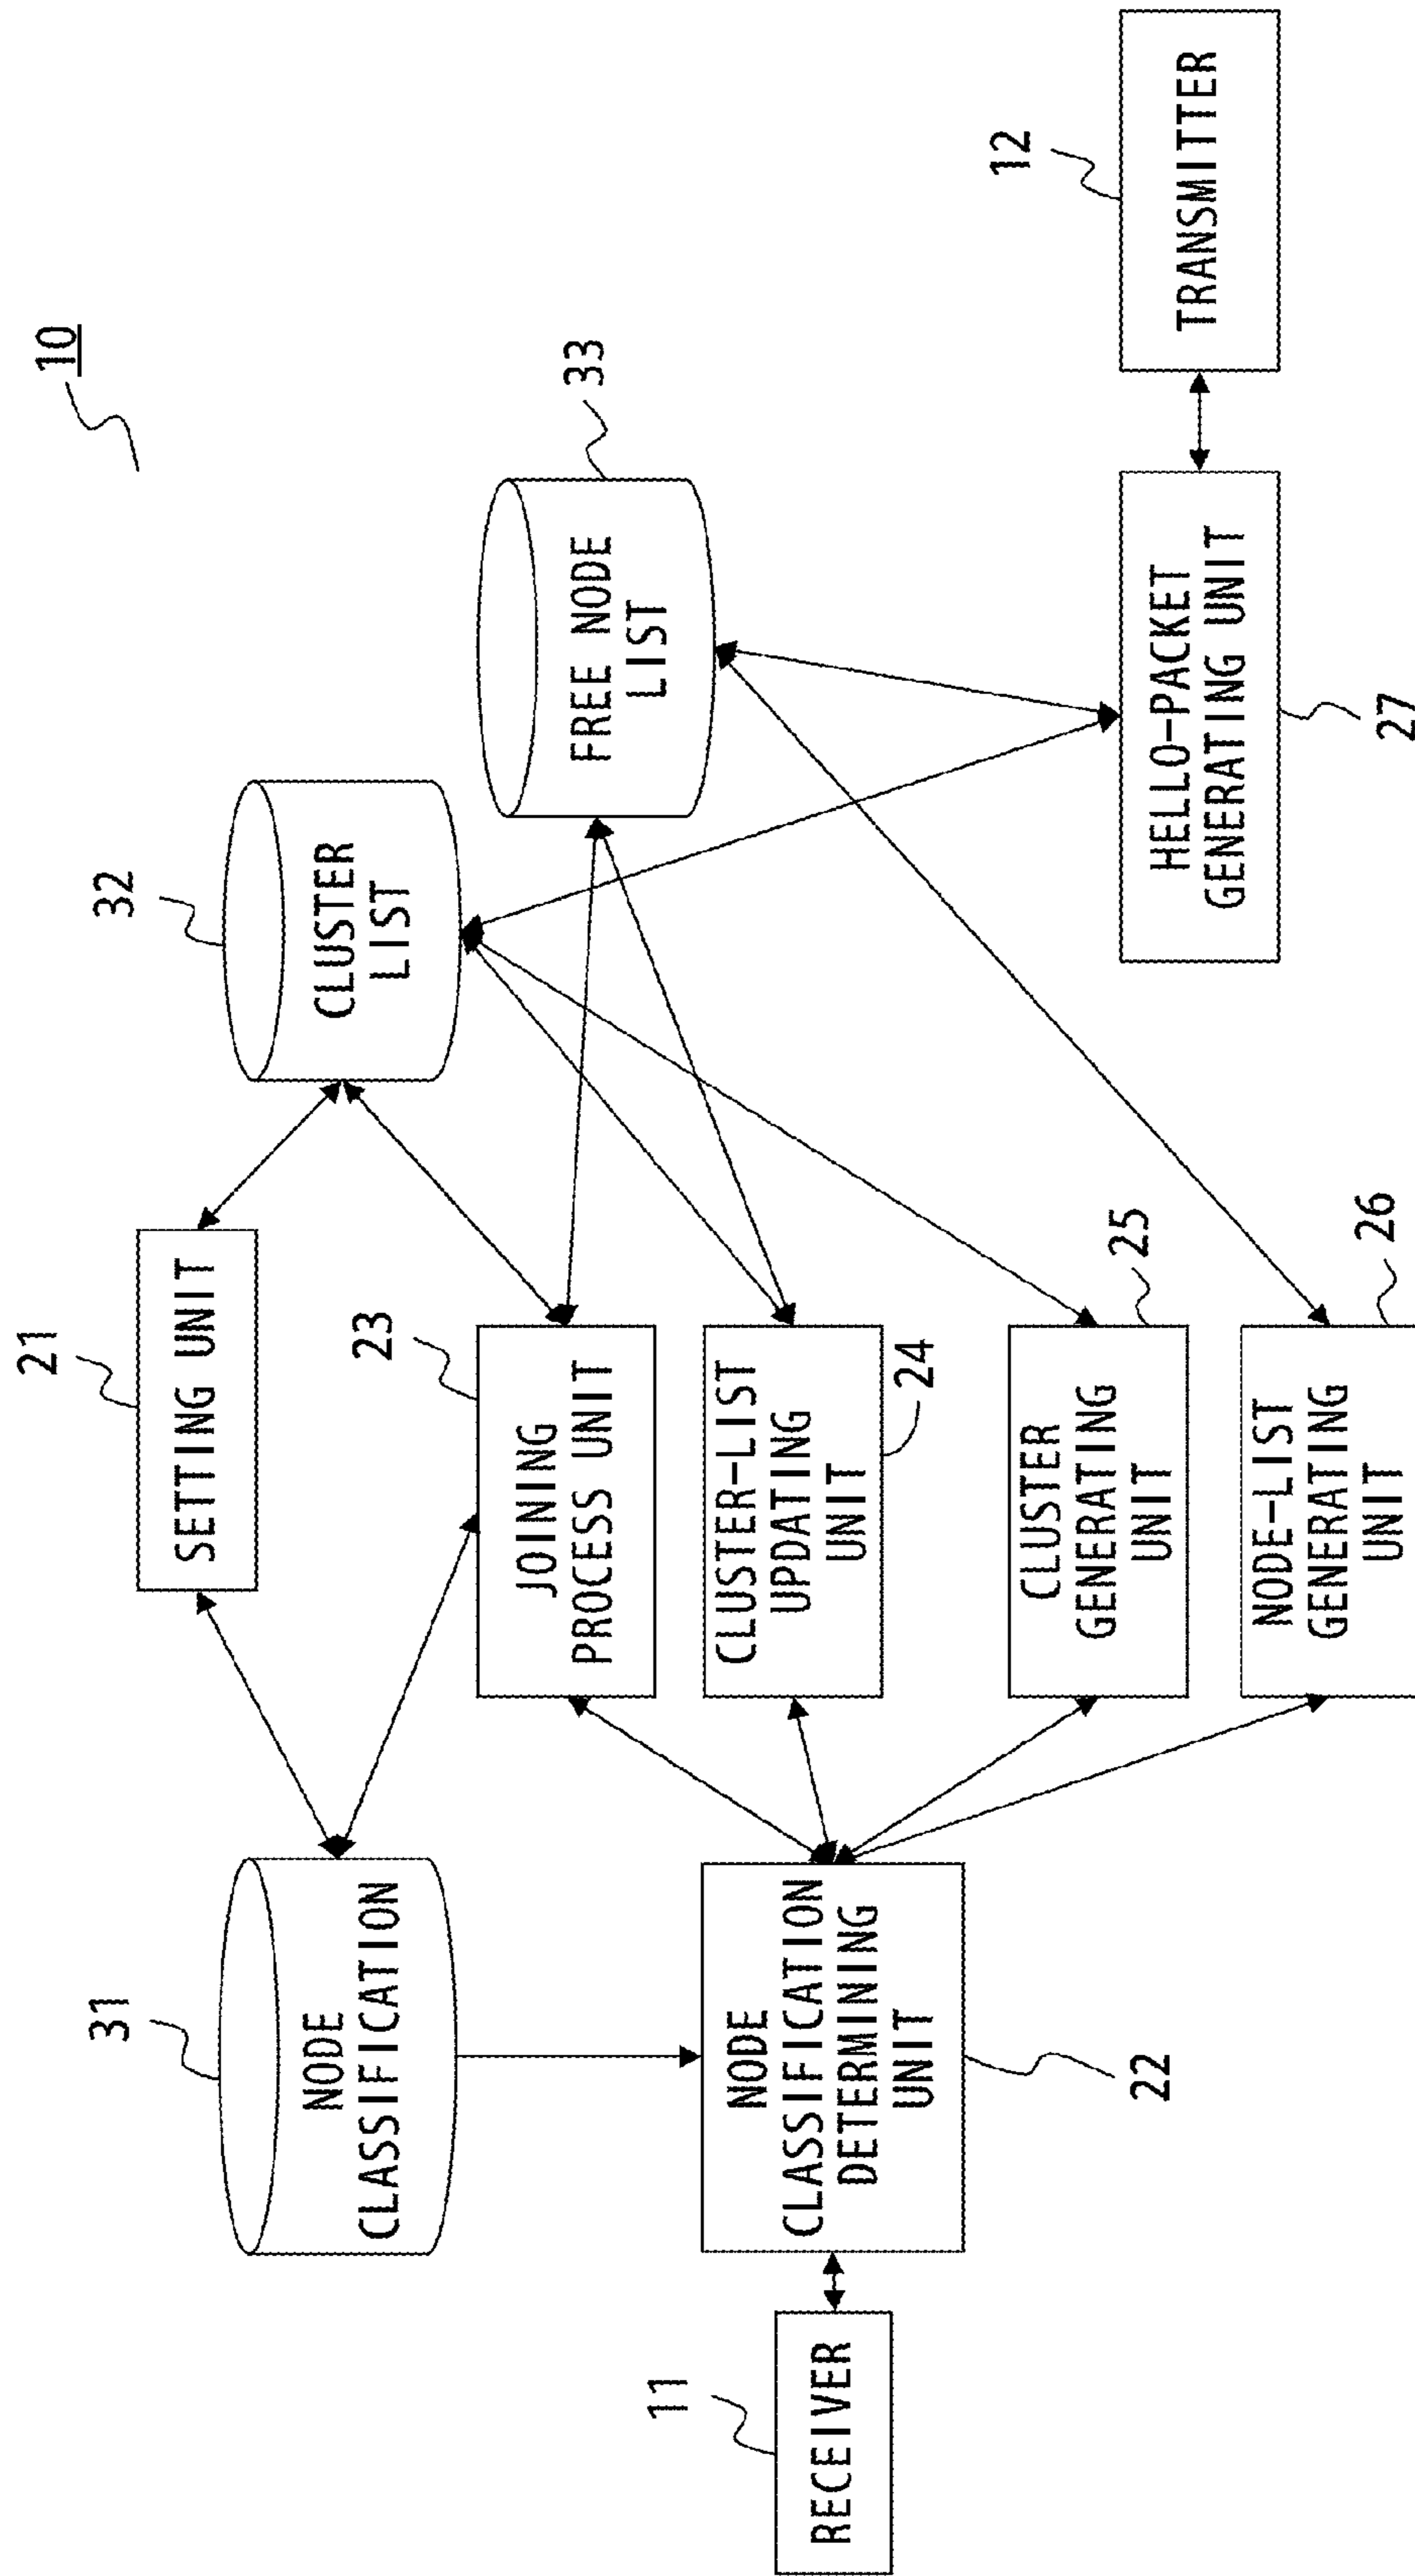 10
31
NODE
CLASSIFICATION
21
SETTING UNIT
32
CLUSTER
LIST
33
FREE NODE
LIST
23
JOINING
PROCESS UNIT
CLUSTER-LIST
UPDATING
UNIT
24
11
RECEIVER
NODE
CLASSIFICATION
DETERMINING
UNIT
22
25
CLUSTER
GENERATING
UNIT
26
NODE-LIST
GENERATING
UNIT
HELLO-PACKET
GENERATING UNIT
27
12
TRANSMITTER